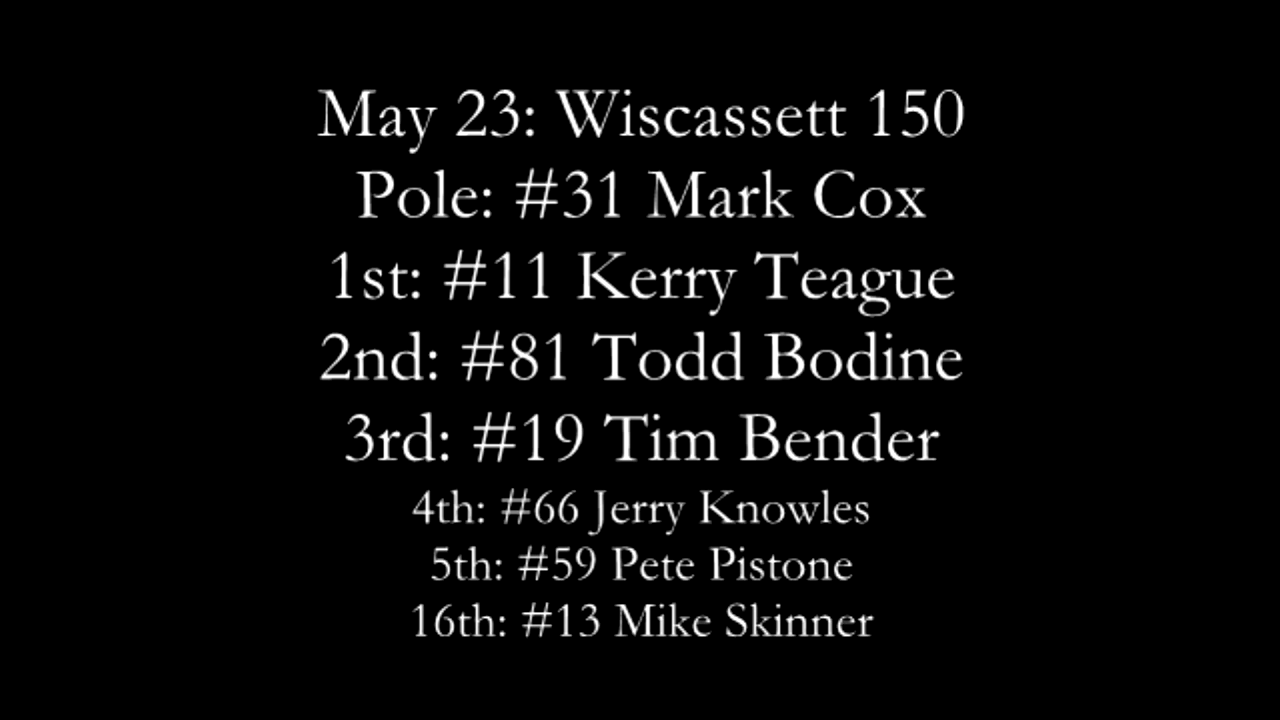 May 23: Wiscassett 150
Pole: #31 Mark Cox
1st: #11 Kerry Teague
2nd: #81 Todd Bodine
3rd: #19 Tim Bender
4th: #66 Jerry Knowles
5th: #59 Pete Pistone
16th: #13 Mike Skinner